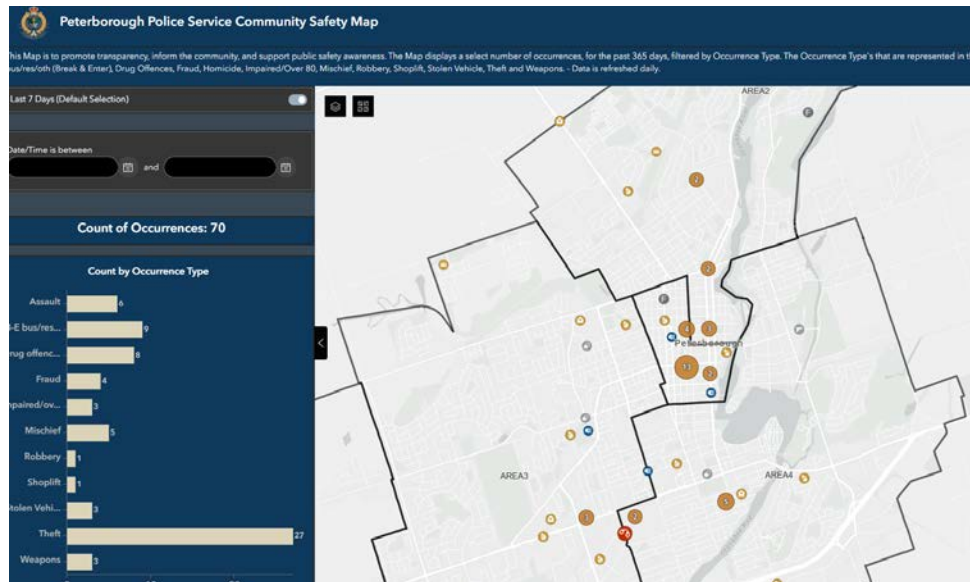 Peterborough Police Service Community Safety Map
his Map is to promote transparency, inform the community, and support public safety awareness. The Map displays a select number of occurrences, for the past 365 days, filtered by Occurrence Type. The Occurrence Type's that are represented in t
us/res/oth (Break & Enter), Drug Offences, Fraud, Homicide, Impaired/Over 80, Mischief, Robbery, Shoplift, Stolen Vehicle, Theft and Weapons. - Data is refreshed daily.
Last 7 Days (Default Selection)
Date/Time is between
and
Count of Occurrences: 70
Count by Occurrence Type
Assault 6
-E bus/res... 9
rug offenc... 8
Fraud 4
mpaired/ov... 3
Mischief 5
Robbery 1
Shoplift 1
tolen Vehi... 3
Theft 27
Weapons 3
AREA2
Peterborough
AREA3
AREA4